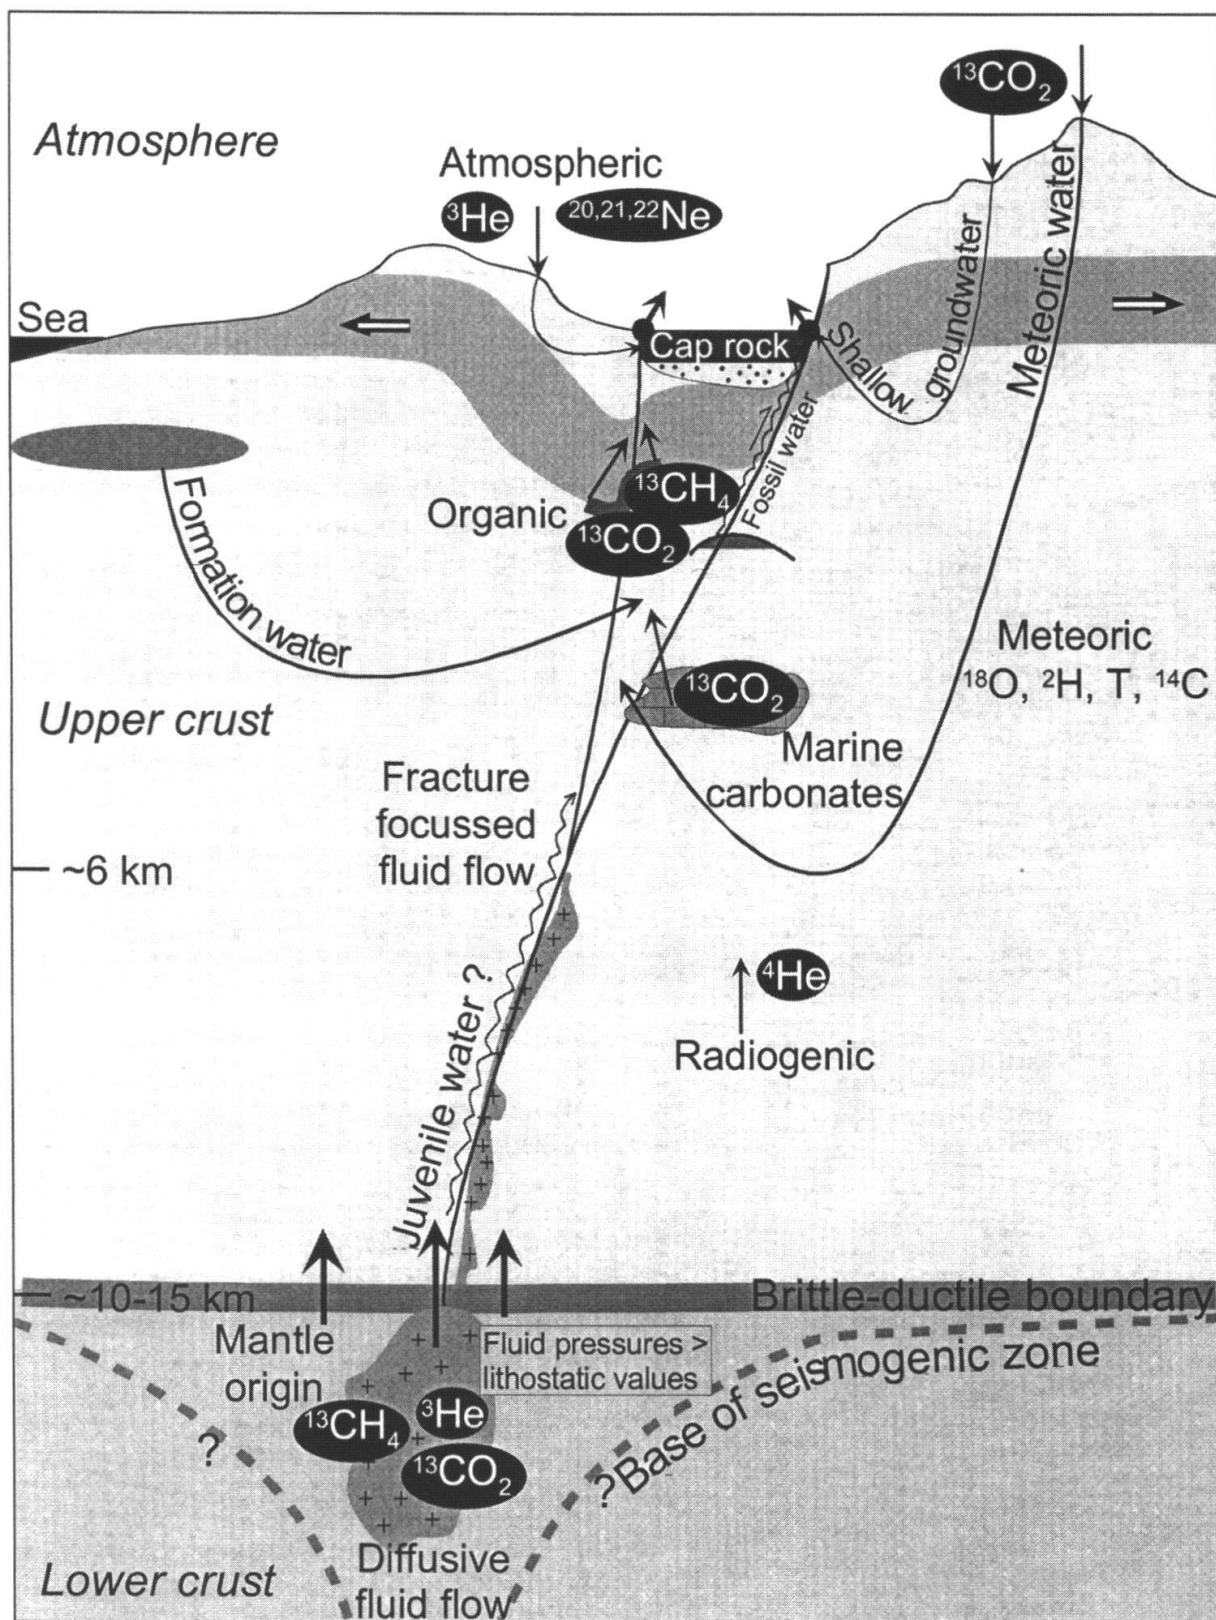 ¹³CO₂
Atmosphere
Atmospheric
³He
²⁰,²¹,²²Ne
Sea
Cap rock
Shallow
groundwater
Meteoric water
Fossil water
¹³CH₄
Organic
¹³CO₂
Formation water
Meteoric
¹⁸O, ²H, T, ¹⁴C
¹³CO₂
Upper crust
Marine
carbonates
Fracture
focussed
fluid flow
~6 km
⁴He
Radiogenic
Juvenile water ?
~10-15 km
Brittle-ductile boundary
Mantle
origin
Fluid pressures >
lithostatic values
? Base of seismogenic zone
¹³CH₄
³He
?
¹³CO₂
Diffusive
fluid flow
Lower crust